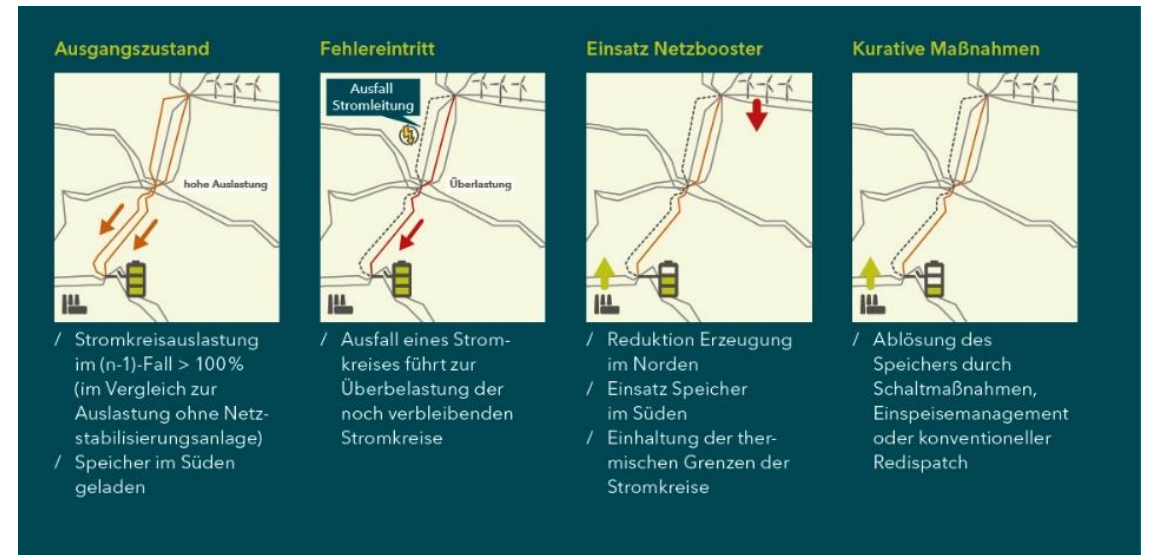 Ausgangszustand
hohe Auslastung
/ Stromkreisauslastung
im (n-1)-Fall > 100%
(im Vergleich zur
Auslastung ohne Netz-
stabilisierungsanlage)
/ Speicher im Süden
geladen
Fehlereintritt
Ausfall
Stromleitung
Überlastung
/ Ausfall eines Strom-
kreises führt zur
Überbelastung der
noch verbleibenden
Stromkreise
Einsatz Netzbooster
/ Reduktion Erzeugung
im Norden
/ Einsatz Speicher
im Süden
/ Einhaltung der ther-
mischen Grenzen der
Stromkreise
Kurative Maßnahmen
/ Ablösung des
Speichers durch
Schaltmaßnahmen,
Einspeisemanagement
oder konventioneller
Redispatch